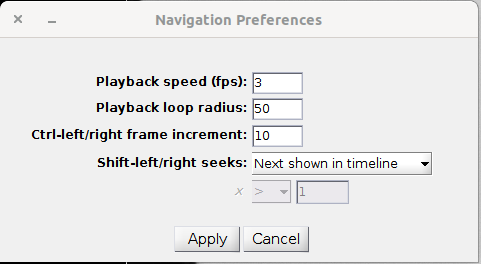 Navigation Preferences
Playback speed (fps): 3
Playback loop radius: 50
Ctrl-left/right frame increment: 10
Shift-left/right seeks: Next shown in timeline
x > 1
Apply Cancel